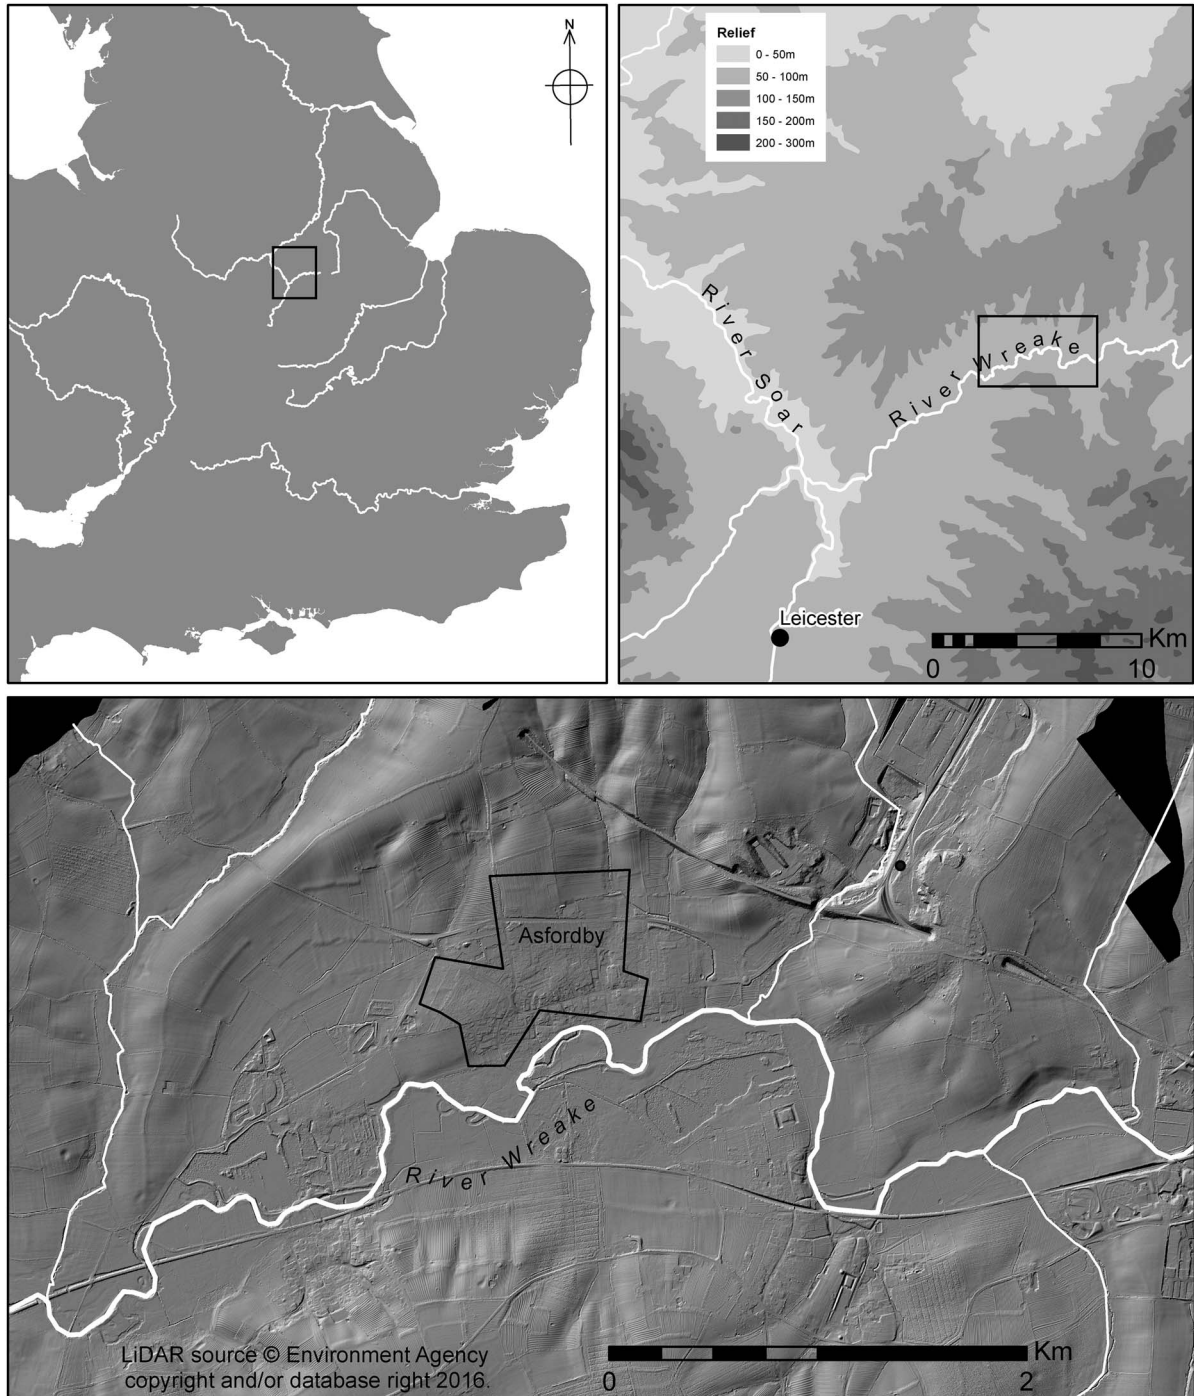 N
Relief
0 - 50m
50 - 100m
100 - 150m
150 - 200m
200 - 300m
River Soar
River Wreake
Leicester
Km
0 10
Asfordby
River Wreake
LiDAR source © Environment Agency
copyright and/or database right 2016.
Km
0 2